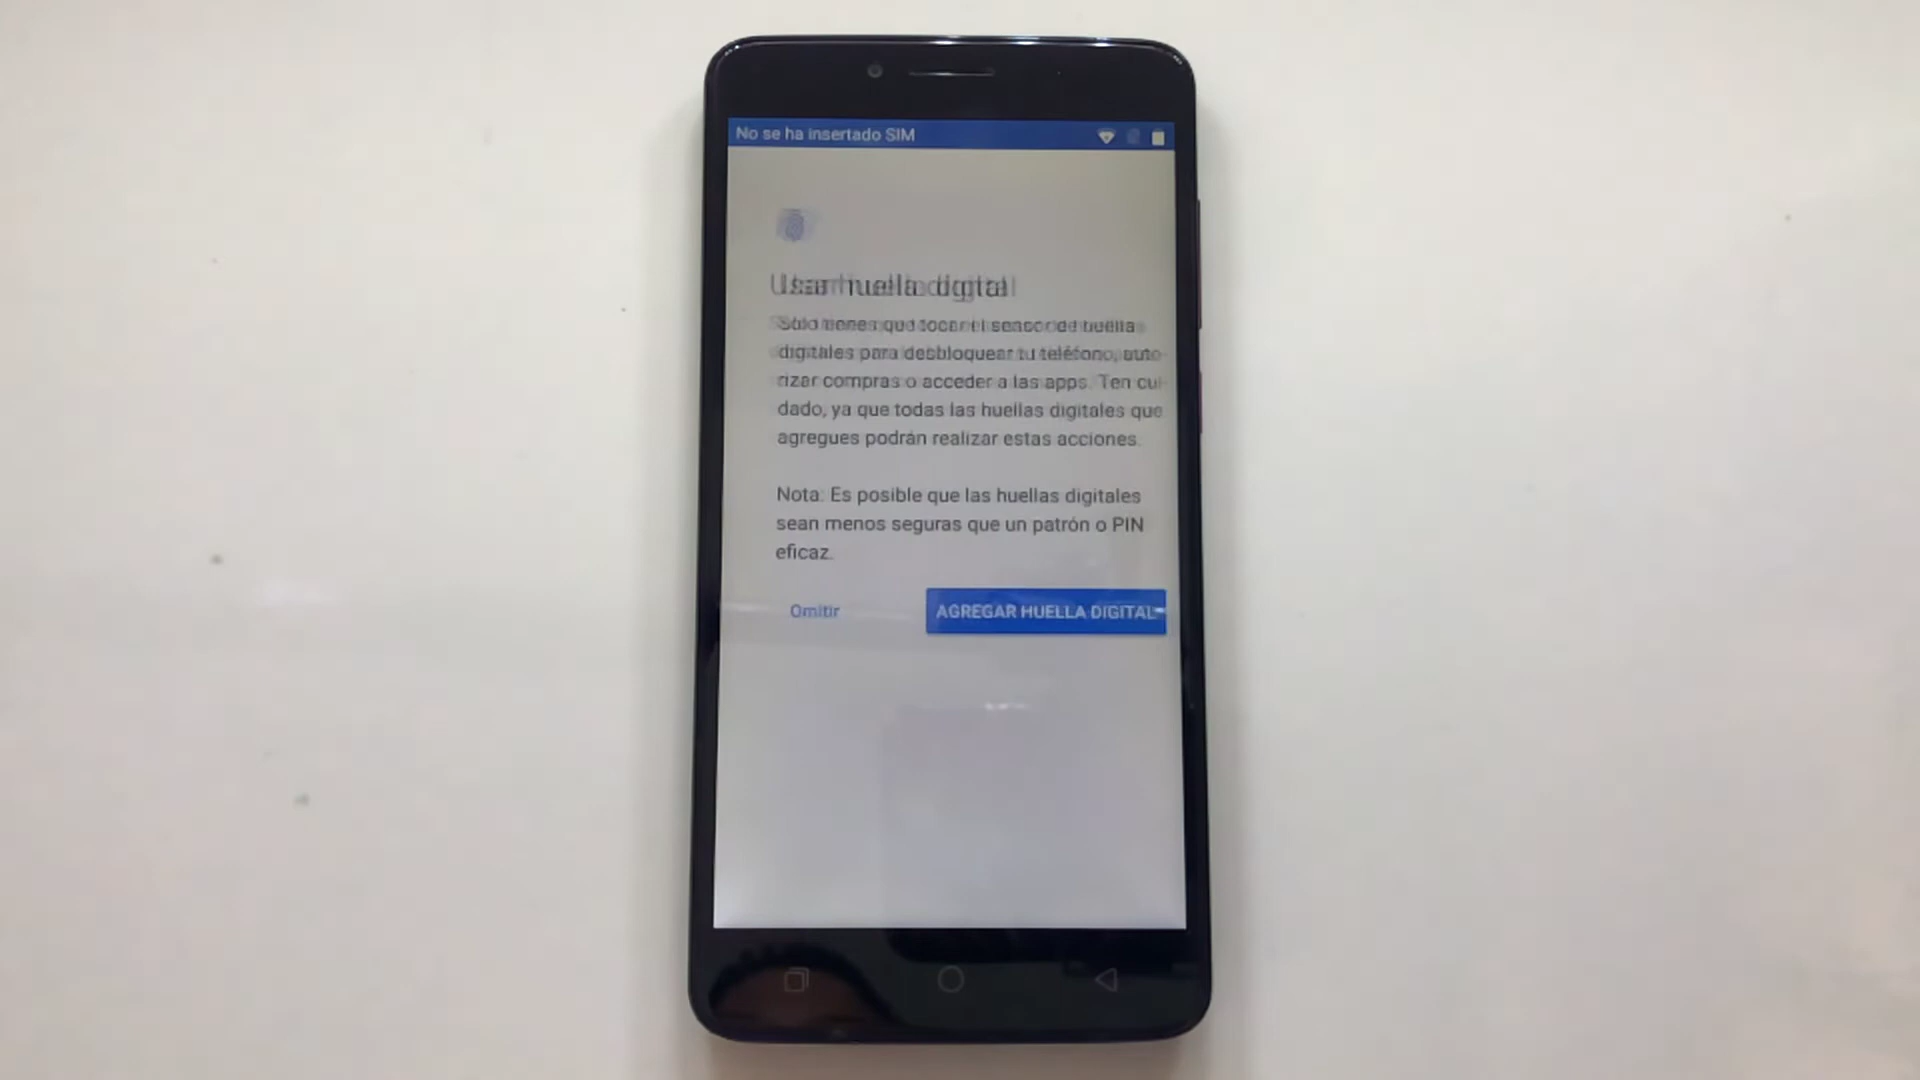 No se ha insertado SIM
Usar huella digital
Sólo tienes que tocar el sensor de huella
digitales para desbloquear tu teléfono, auto-
rizar compras o acceder a las apps. Ten cui-
dado, ya que todas las huellas digitales que
agregues podrán realizar estas acciones.
Nota: Es posible que las huellas digitales
sean menos seguras que un patrón o PIN
eficaz.
Omitir
AGREGAR HUELLA DIGITAL